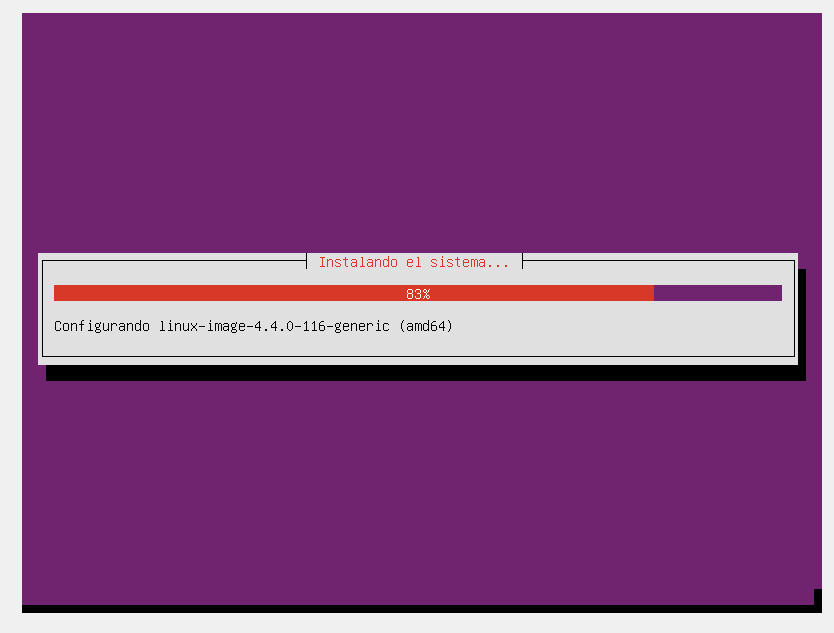 Instalando el sistema...
83%
Configurando linux-image-4.4.0-116-generic (amd64)